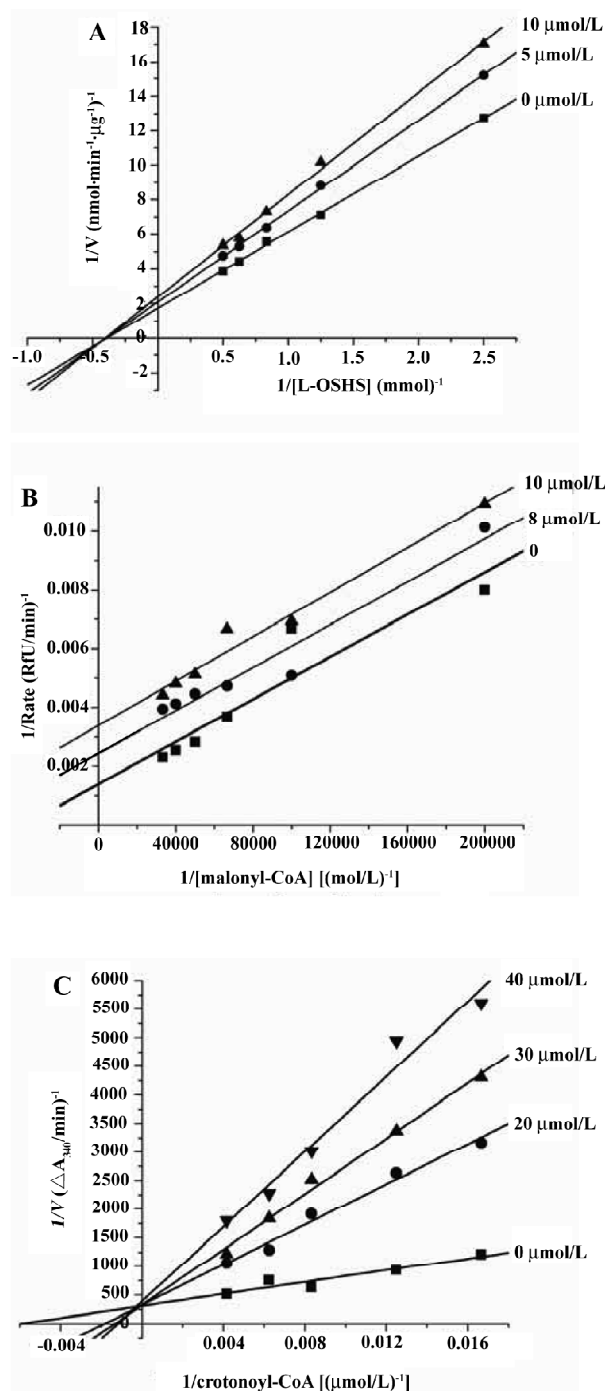 A
10 μmol/L
5 μmol/L
0 μmol/L
18
16
14
12
10
8
6
4
2
0
-2
1/V (nmol·min⁻¹·μg⁻¹)⁻¹
-1.0 -0.5 0.5 1.0 1.5 2.0 2.5
1/[L-OSHS] (mmol)⁻¹
B
10 μmol/L
8 μmol/L
0
0.010
0.008
0.006
0.004
0.002
1/Rate (RfU/min)⁻¹
0 40000 80000 120000 160000 200000
1/[malonyl-CoA] [(mol/L)⁻¹]
C
40 μmol/L
30 μmol/L
20 μmol/L
0 μmol/L
6000
5500
5000
4500
4000
3500
3000
2500
2000
1500
1000
500
0
1/V (△A₃₄₀/min)⁻¹
-0.004 0.004 0.008 0.012 0.016
1/crotonoyl-CoA [(μmol/L)⁻¹]